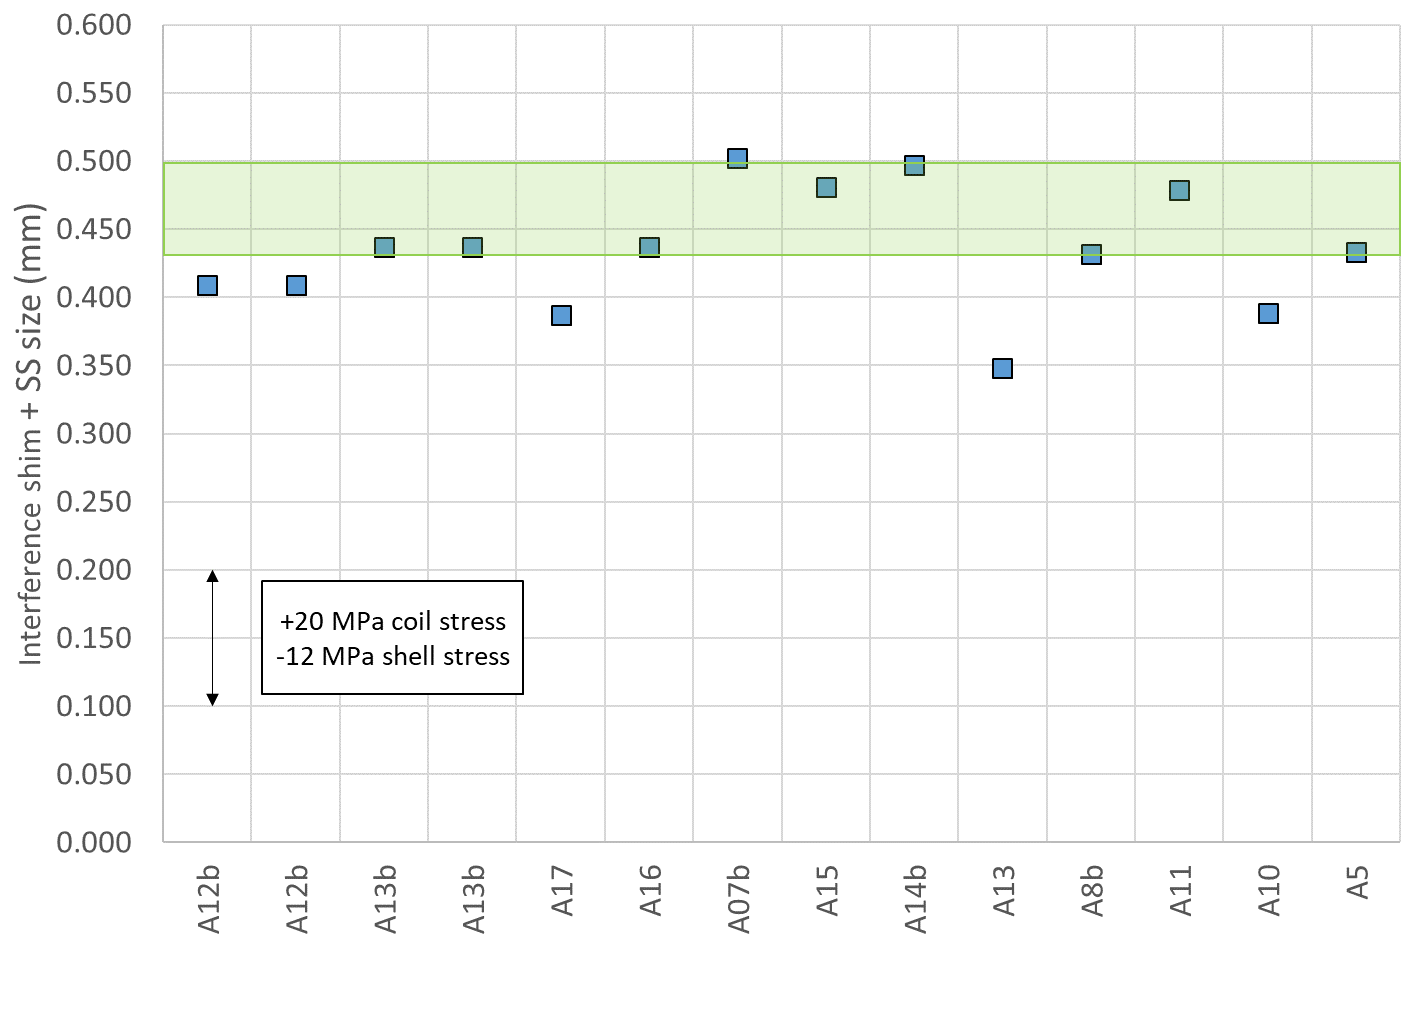 0.600
0.550
0.500
0.450
0.400
0.350
0.300
0.250
0.200
0.150
0.100
0.050
0.000
Interference shim + SS size (mm)
+20 MPa coil stress
-12 MPa shell stress
A12b
A12b
A13b
A13b
A17
A16
A07b
A15
A14b
A13
A8b
A11
A10
A5